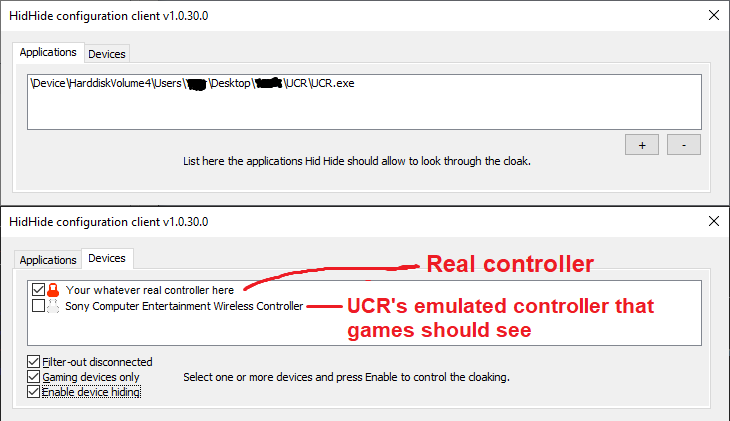 HidHide configuration client v1.0.30.0
Applications Devices
\Device\HarddiskVolume4\Users\ \Desktop\ \UCR\UCR.exe
+ -
List here the applications Hid Hide should allow to look through the cloak.
HidHide configuration client v1.0.30.0
Applications Devices
Real controller
Your whatever real controller here
Sony Computer Entertainment Wireless Controller
UCR's emulated controller that
games should see
Filter-out disconnected
Gaming devices only
Select one or more devices and press Enable to control the cloaking.
Enable device hiding